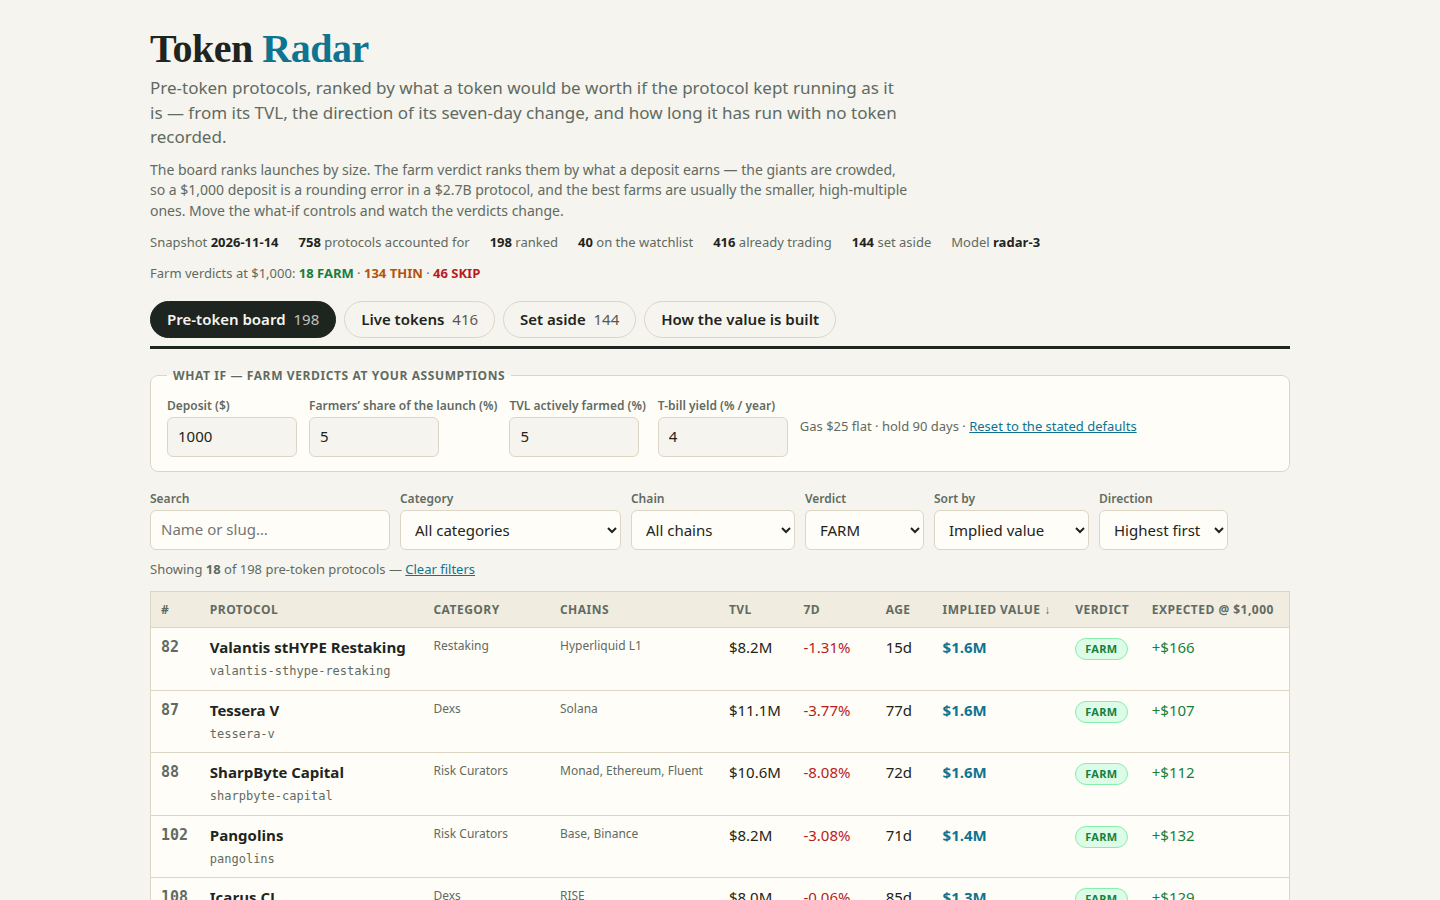 Token Radar
Pre-token protocols, ranked by what a token would be worth if the protocol kept running as it
is — from its TVL, the direction of its seven-day change, and how long it has run with no token
recorded.
The board ranks launches by size. The farm verdict ranks them by what a deposit earns — the giants are crowded,
so a $1,000 deposit is a rounding error in a $2.7B protocol, and the best farms are usually the smaller, high-multiple
ones. Move the what-if controls and watch the verdicts change.
Snapshot 2026-11-14 758 protocols accounted for 198 ranked 40 on the watchlist 416 already trading 144 set aside Model radar-3
Farm verdicts at $1,000: 18 FARM · 134 THIN · 46 SKIP
Pre-token board 198 Live tokens 416 Set aside 144 How the value is built
WHAT IF — FARM VERDICTS AT YOUR ASSUMPTIONS
Deposit ($) Farmers’ share of the launch (%) TVL actively farmed (%) T-bill yield (% / year)
1000 5 5 4 Gas $25 flat · hold 90 days · Reset to the stated defaults
Search Category Chain Verdict Sort by Direction
Name or slug... All categories All chains FARM Implied value Highest first
Showing 18 of 198 pre-token protocols — Clear filters
# PROTOCOL CATEGORY CHAINS TVL 7D AGE IMPLIED VALUE ↓ VERDICT EXPECTED @ $1,000
82 Valantis stHYPE Restaking Restaking Hyperliquid L1 $8.2M -1.31% 15d $1.6M FARM +$166
valantis-sthype-restaking
87 Tessera V Dexs Solana $11.1M -3.77% 77d $1.6M FARM +$107
tessera-v
88 SharpByte Capital Risk Curators Monad, Ethereum, Fluent $10.6M -8.08% 72d $1.6M FARM +$112
sharpbyte-capital
102 Pangolins Risk Curators Base, Binance $8.2M -3.08% 71d $1.4M FARM +$132
pangolins
108 Icarus CL Dexs RISE $8.0M -0.06% 85d $1.3M FARM +$129